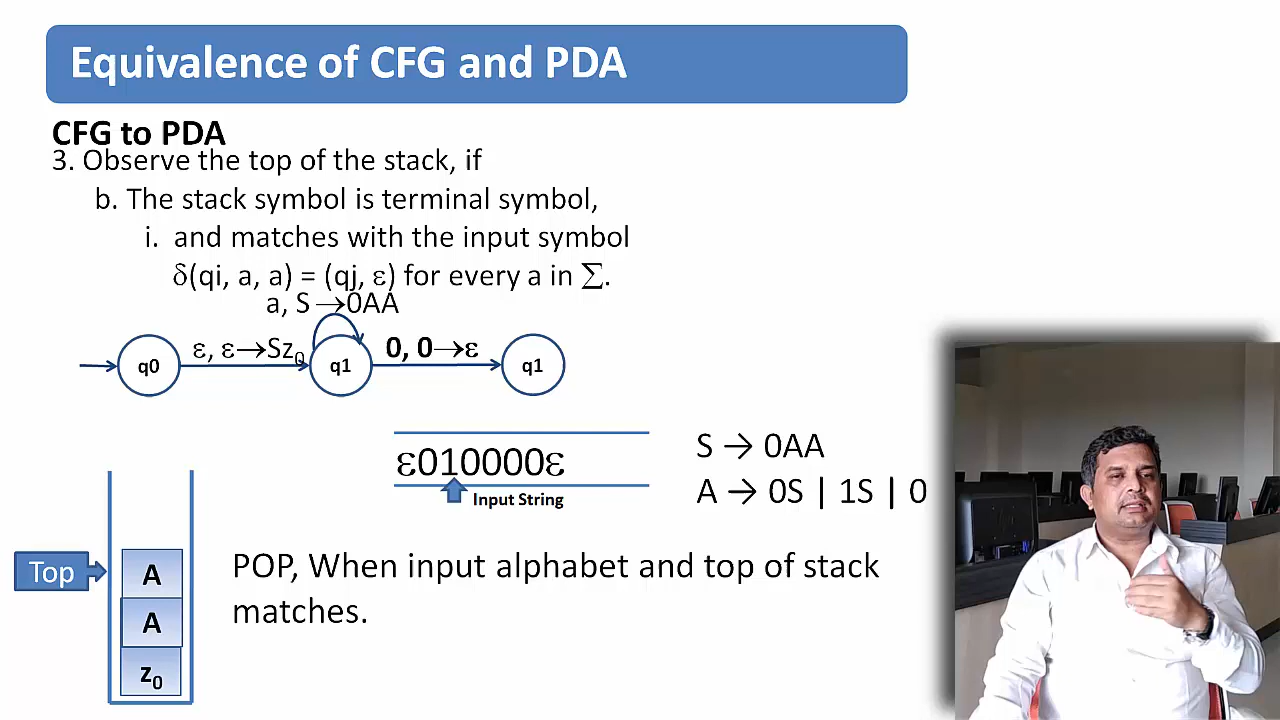 Equivalence of CFG and PDA
CFG to PDA
3. Observe the top of the stack, if
b. The stack symbol is terminal symbol,
i. and matches with the input symbol
δ(qi, a, a) = (qj, ε) for every a in ∑.
a, S →0AA
q0
ε, ε→Sz₀
q1
0, 0→ε
q1
ε010000ε
Input String
S → 0AA
A → 0S | 1S | 0
Top
A
A
z₀
POP, When input alphabet and top of stack
matches.